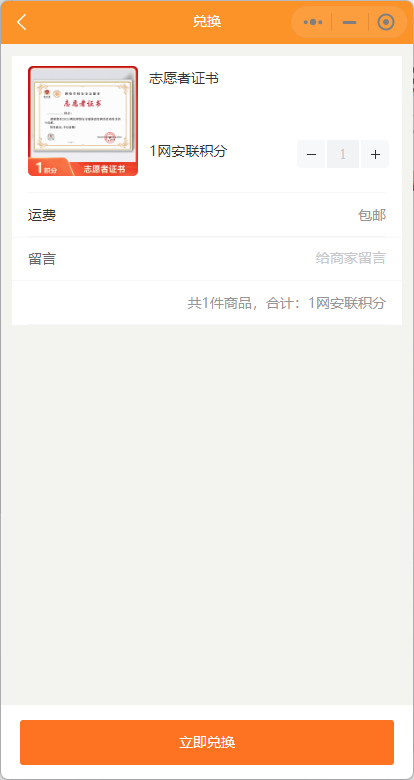 兑换
志愿者证书
志愿者证书
1积分
志愿者证书
1网安联积分
1
运费
包邮
留言
给商家留言
共1件商品，合计：1网安联积分
立即兑换